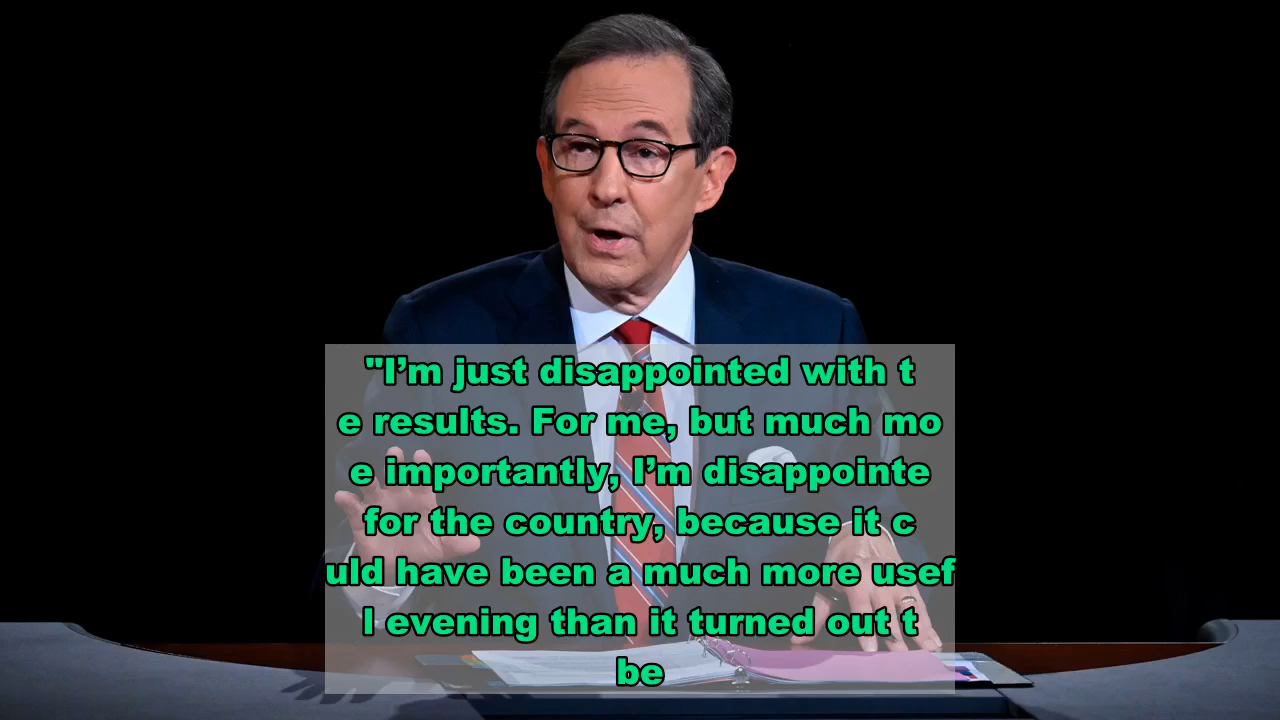 "I’m just disappointed with t
e results. For me, but much mo
e importantly, I’m disappointe
for the country, because it c
uld have been a much more usef
l evening than it turned out t
be